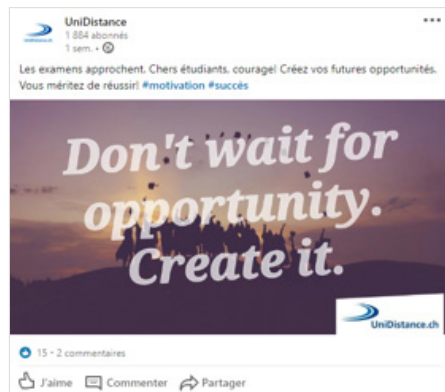 UniDistance
1 884 abonnés
1 sem. •
Les examens approchent. Chers étudiants, courage! Créez vos futures opportunités.
Vous méritez de réussir! #motivation #succès
Don't wait for
opportunity.
Create it.
UniDistance.ch
15 • 2 commentaires
J'aime Commenter Partager